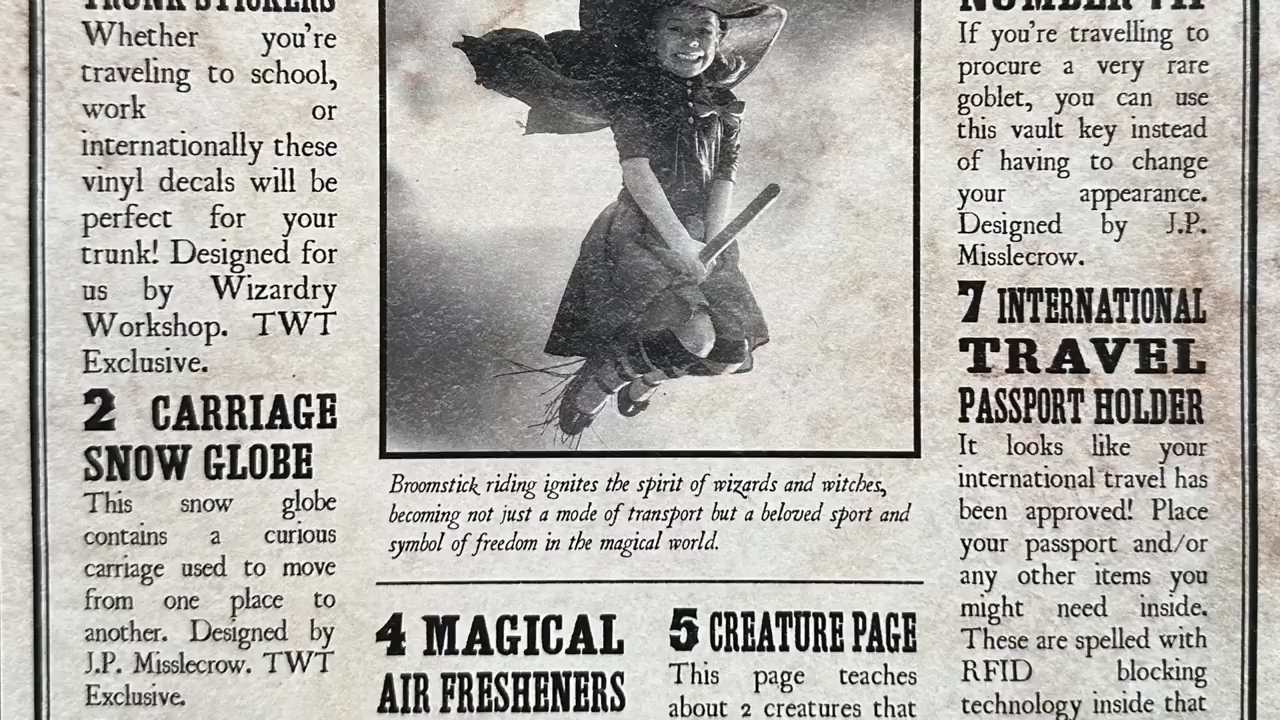 TRUNK STICKERS
Whether you're
traveling to school,
work or
internationally these
vinyl decals will be
perfect for your
trunk! Designed for
us by Wizardry
Workshop. TWT
Exclusive.
2 CARRIAGE
SNOW GLOBE
This snow globe
contains a curious
carriage used to move
from one place to
another. Designed by
J.P. Misslecrow. TWT
Exclusive.
Broomstick riding ignites the spirit of wizards and witches,
becoming not just a mode of transport but a beloved sport and
symbol of freedom in the magical world.
4 MAGICAL
AIR FRESHENERS
5 CREATURE PAGE
This page teaches
about 2 creatures that
NUMBER
If you're travelling to
procure a very rare
goblet, you can use
this vault key instead
of having to change
your appearance.
Designed by J.P.
Misslecrow.
7 INTERNATIONAL
TRAVEL
PASSPORT HOLDER
It looks like your
international travel has
been approved! Place
your passport and/or
any other items you
might need inside.
These are spelled with
RFID blocking
technology inside that